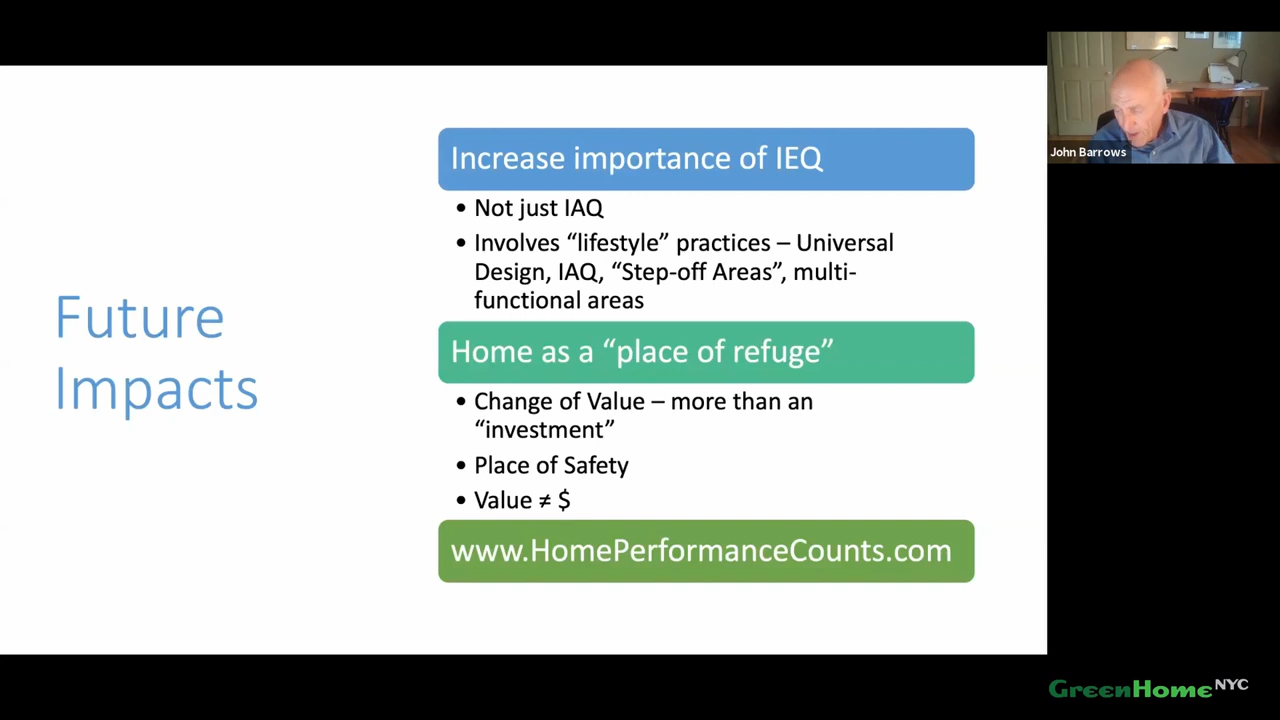 Future
Impacts
Increase importance of IEQ
• Not just IAQ
• Involves “lifestyle” practices – Universal
Design, IAQ, “Step-off Areas”, multi-
functional areas
Home as a “place of refuge”
• Change of Value – more than an
“investment”
• Place of Safety
• Value ≠ $
www.HomePerformanceCounts.com
John Barrows
GreenHomeNYC